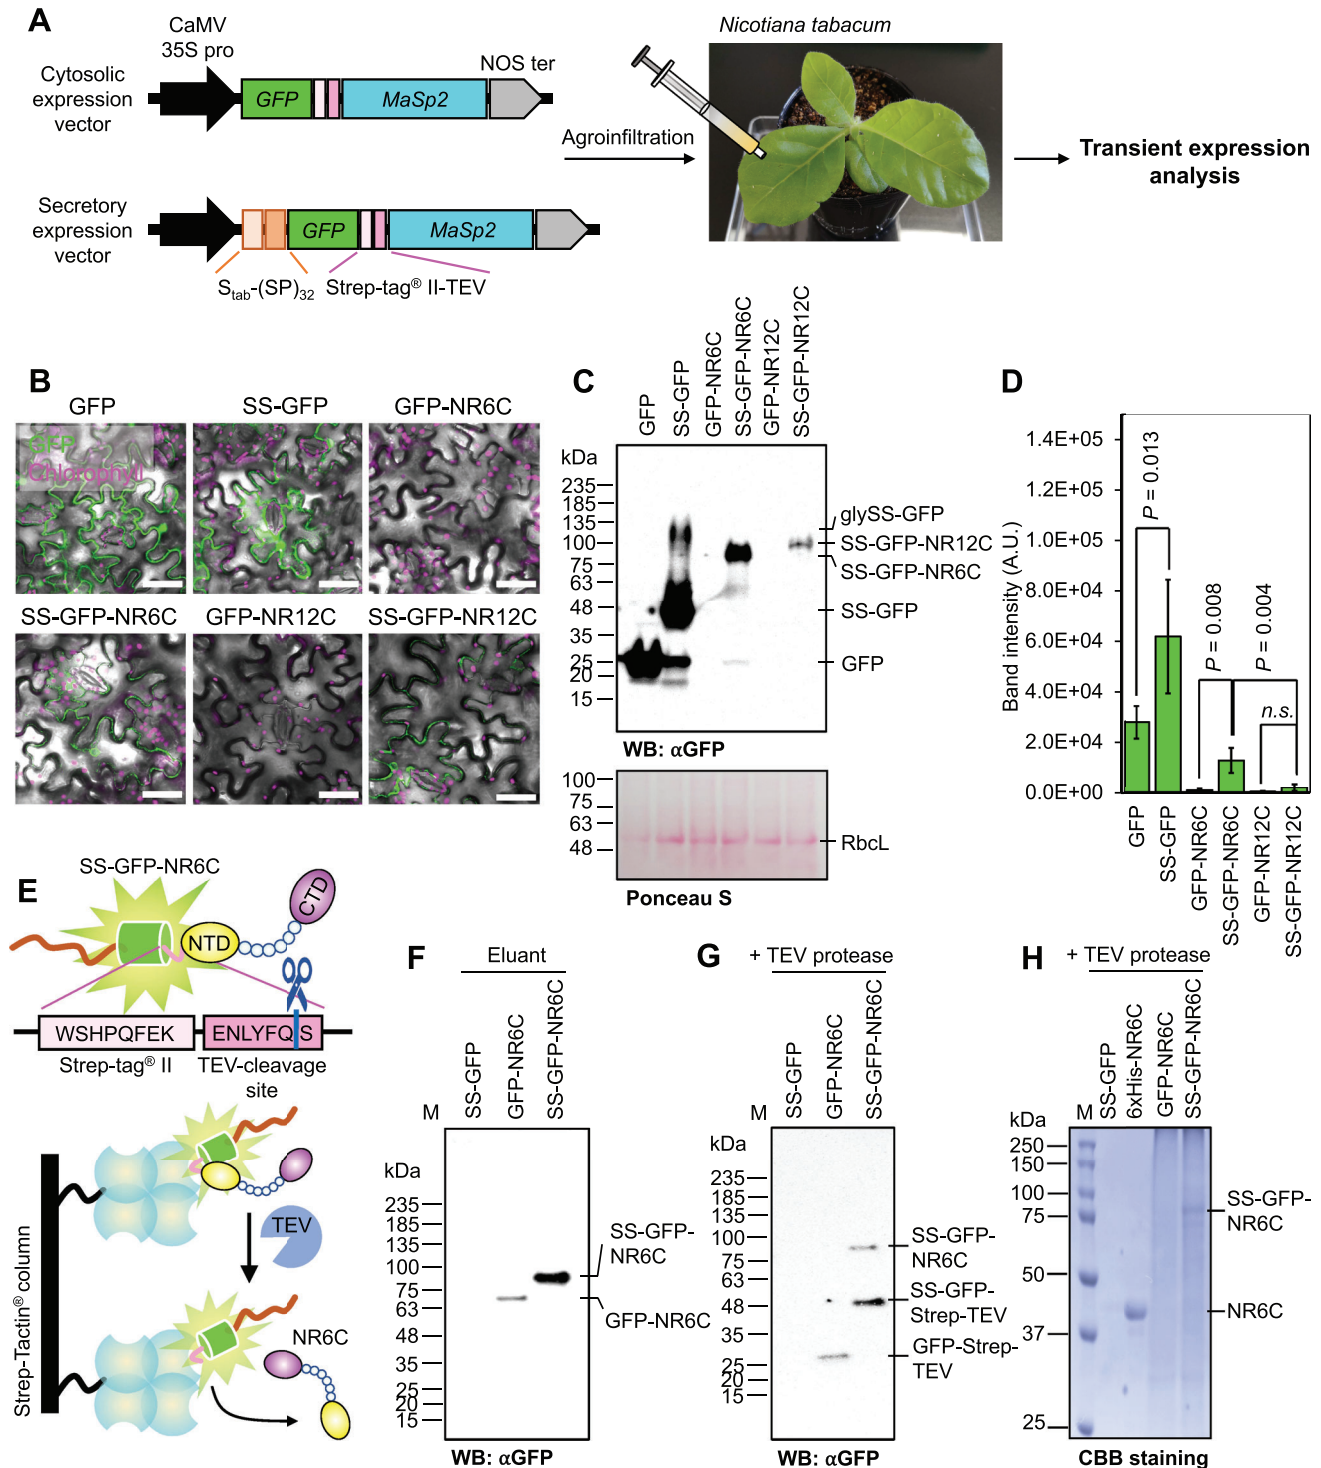 A
CaMV
35S pro
NOS ter
Cytosolic
expression
vector
GFP
MaSp2
Secretory
expression
vector
GFP
MaSp2
Stab-(SP)32
Strep-tag® II-TEV
Agroinfiltration
Nicotiana tabacum
Transient expression
analysis
B
GFP
SS-GFP
GFP-NR6C
GFP
Chlorophyll
SS-GFP-NR6C
GFP-NR12C
SS-GFP-NR12C
C
GFP
SS-GFP
GFP-NR6C
SS-GFP-NR6C
GFP-NR12C
SS-GFP-NR12C
kDa
235
185
135
100
75
63
48
35
25
20
15
glySS-GFP
SS-GFP-NR12C
SS-GFP-NR6C
SS-GFP
GFP
WB: αGFP
100
75
63
48
RbcL
Ponceau S
D
Band intensity (A.U.)
1.4E+05
1.2E+05
1.0E+05
8.0E+04
6.0E+04
4.0E+04
2.0E+04
0.0E+00
P = 0.013
P = 0.008
P = 0.004
n.s.
GFP
SS-GFP
GFP-NR6C
SS-GFP-NR6C
GFP-NR12C
SS-GFP-NR12C
E
SS-GFP-NR6C
NTD
CTD
WSHPQFEK
ENLYFQ S
Strep-tag® II
TEV-cleavage
site
Strep-Tactin® column
TEV
NR6C
F
Eluant
M
SS-GFP
GFP-NR6C
SS-GFP-NR6C
kDa
235
185
135
100
75
63
48
35
25
20
15
SS-GFP-
NR6C
GFP-NR6C
WB: αGFP
G
+ TEV protease
M
SS-GFP
GFP-NR6C
SS-GFP-NR6C
kDa
235
185
135
100
75
63
48
35
25
20
15
SS-GFP-
NR6C
SS-GFP-
Strep-TEV
GFP-Strep-
TEV
WB: αGFP
H
+ TEV protease
kDa
M
SS-GFP
6xHis-NR6C
GFP-NR6C
SS-GFP-NR6C
250
150
100
75
50
37
25
SS-GFP-
NR6C
NR6C
CBB staining